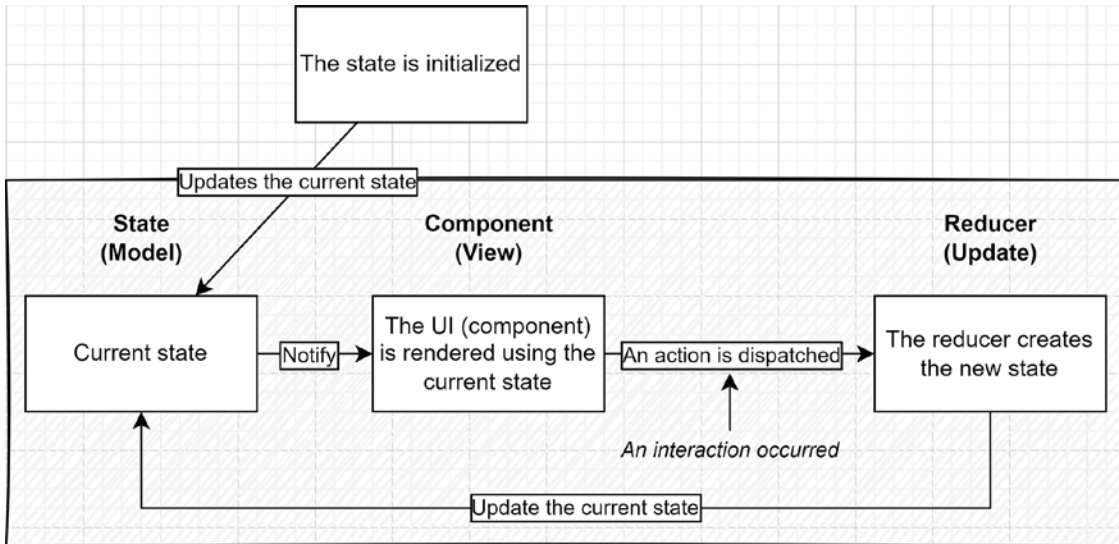 The state is initialized
Updates the current state
State
(Model)
Component
(View)
Reducer
(Update)
Current state
Notify
The UI (component)
is rendered using the
current state
An action is dispatched
The reducer creates
the new state
An interaction occurred
Update the current state